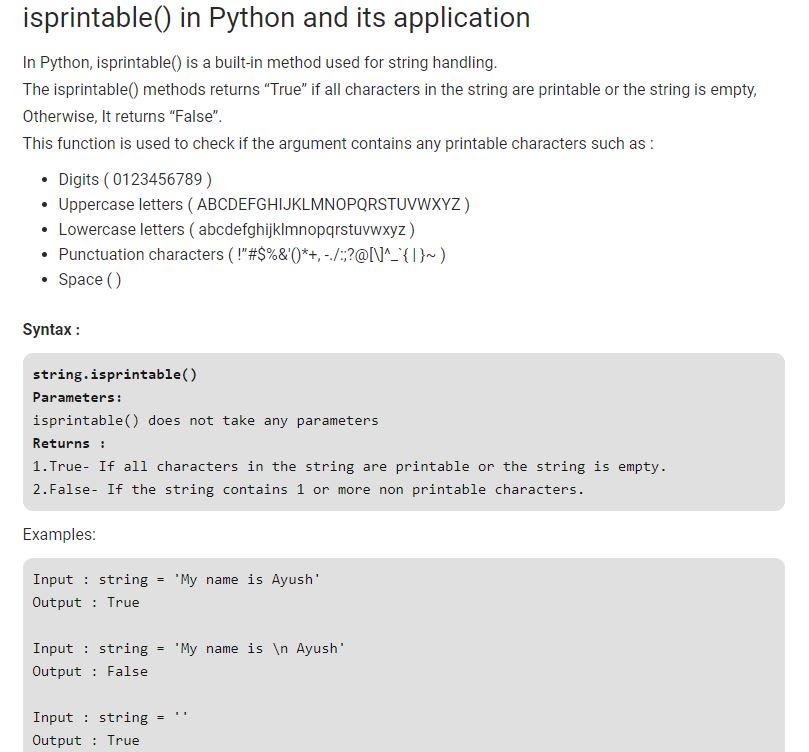 isprintable() in Python and its application
In Python, isprintable() is a built-in method used for string handling.
The isprintable() methods returns “True” if all characters in the string are printable or the string is empty,
Otherwise, It returns “False”.
This function is used to check if the argument contains any printable characters such as :
• Digits ( 0123456789 )
• Uppercase letters ( ABCDEFGHIJKLMNOPQRSTUVWXYZ )
• Lowercase letters ( abcdefghijklmnopqrstuvwxyz )
• Punctuation characters ( !”#$%&'()*+, -./:;?@[\]^_`{ | }~ )
• Space ( )
Syntax :
string.isprintable()
Parameters:
isprintable() does not take any parameters
Returns :
1.True- If all characters in the string are printable or the string is empty.
2.False- If the string contains 1 or more non printable characters.
Examples:
Input : string = 'My name is Ayush'
Output : True
Input : string = 'My name is \n Ayush'
Output : False
Input : string = ''
Output : True